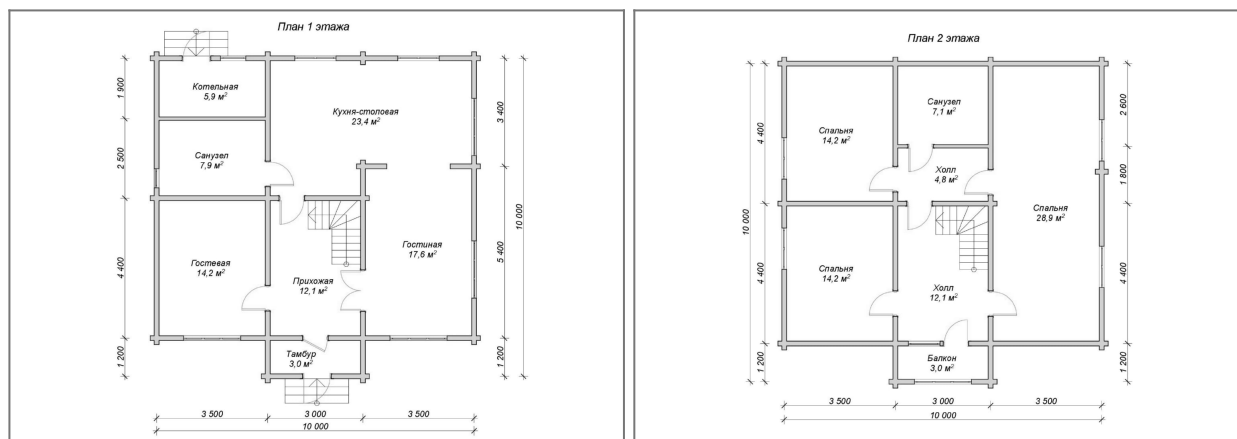 План 1 этажа
Котельная
5,9 м²
Кухня-столовая
23,4 м²
Санузел
7,9 м²
Гостевая
14,2 м²
Прихожая
12,1 м²
Гостиная
17,6 м²
Тамбур
3,0 м²
1 900
2 500
4 400
1 200
3 400
5 400
10 000
1 200
3 500
3 000
3 500
10 000
План 2 этажа
Санузел
7,1 м²
Спальня
14,2 м²
Холл
4,8 м²
Спальня
28,9 м²
Спальня
14,2 м²
Холл
12,1 м²
Балкон
3,0 м²
4 400
10 000
4 400
1 200
2 600
1 800
4 400
1 200
3 500
3 000
3 500
10 000